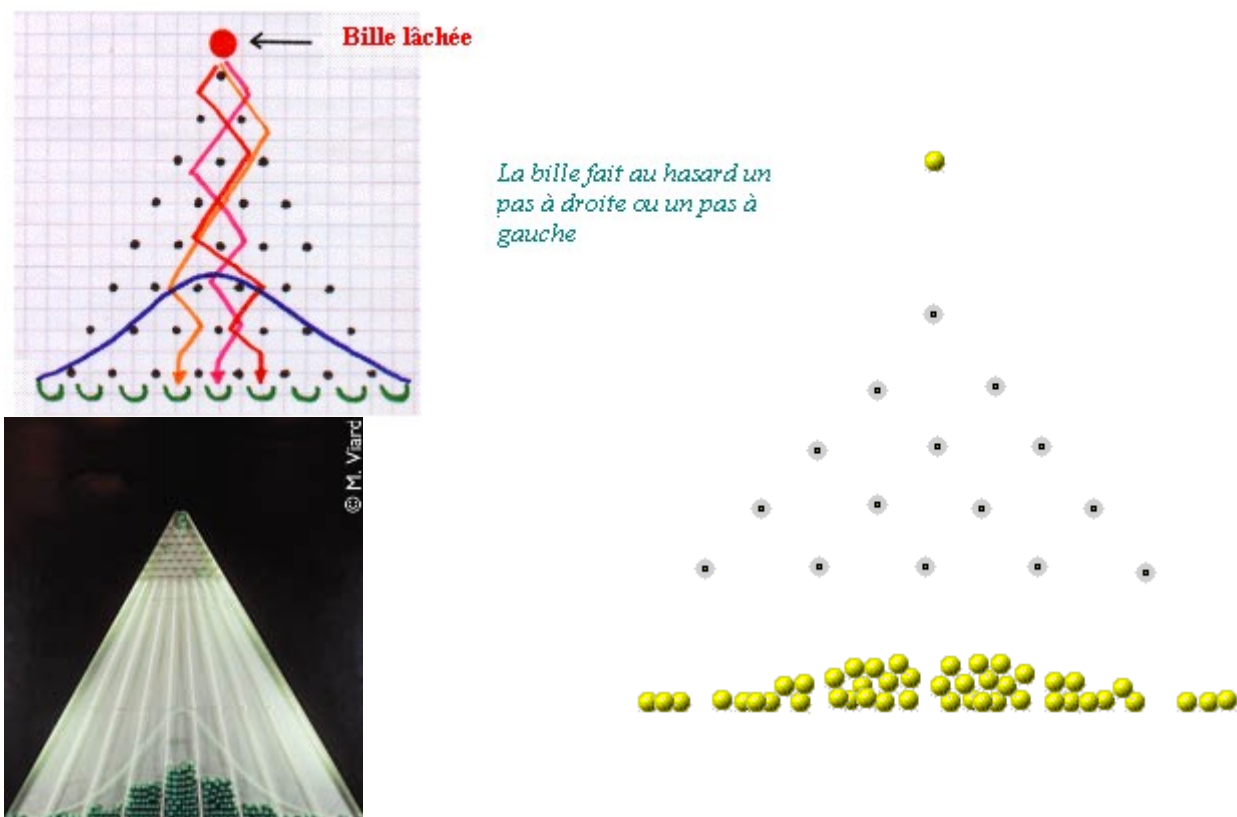 Bille lâchée
La bille fait au hasard un
pas à droite ou un pas à
gauche
© M. Viard